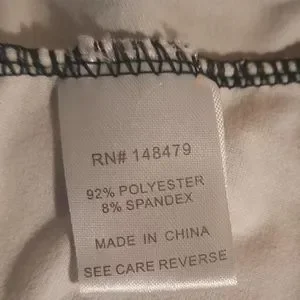 RN# 148479
92% POLYESTER
8% SPANDEX
MADE IN CHINA
SEE CARE REVERSE